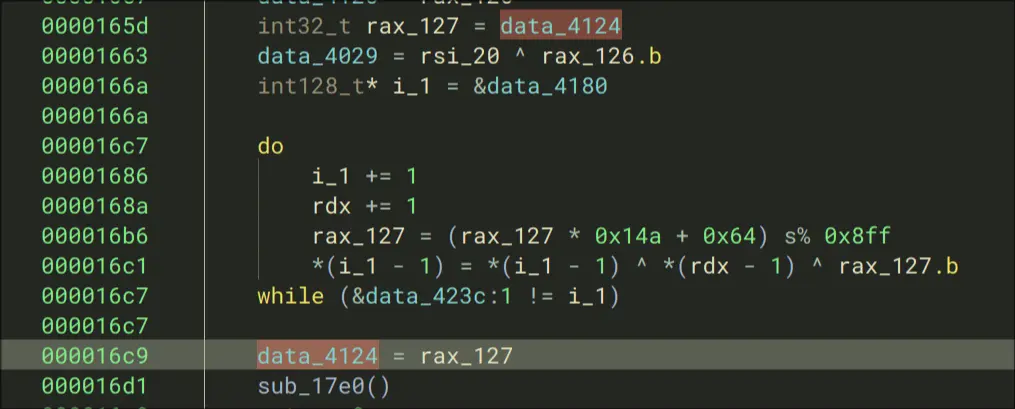 0000165d int32_t rax_127 = data_4124
00001663 data_4029 = rsi_20 ^ rax_126.b
0000166a int128_t* i_1 = &data_4180
0000166a
000016c7 do
00001686 i_1 += 1
0000168a rdx += 1
000016b6 rax_127 = (rax_127 * 0x14a + 0x64) s% 0x8ff
000016c1 *(i_1 - 1) = *(i_1 - 1) ^ *(rdx - 1) ^ rax_127.b
000016c7 while (&data_423c:1 != i_1)
000016c7
000016c9 data_4124 = rax_127
000016d1 sub_17e0()